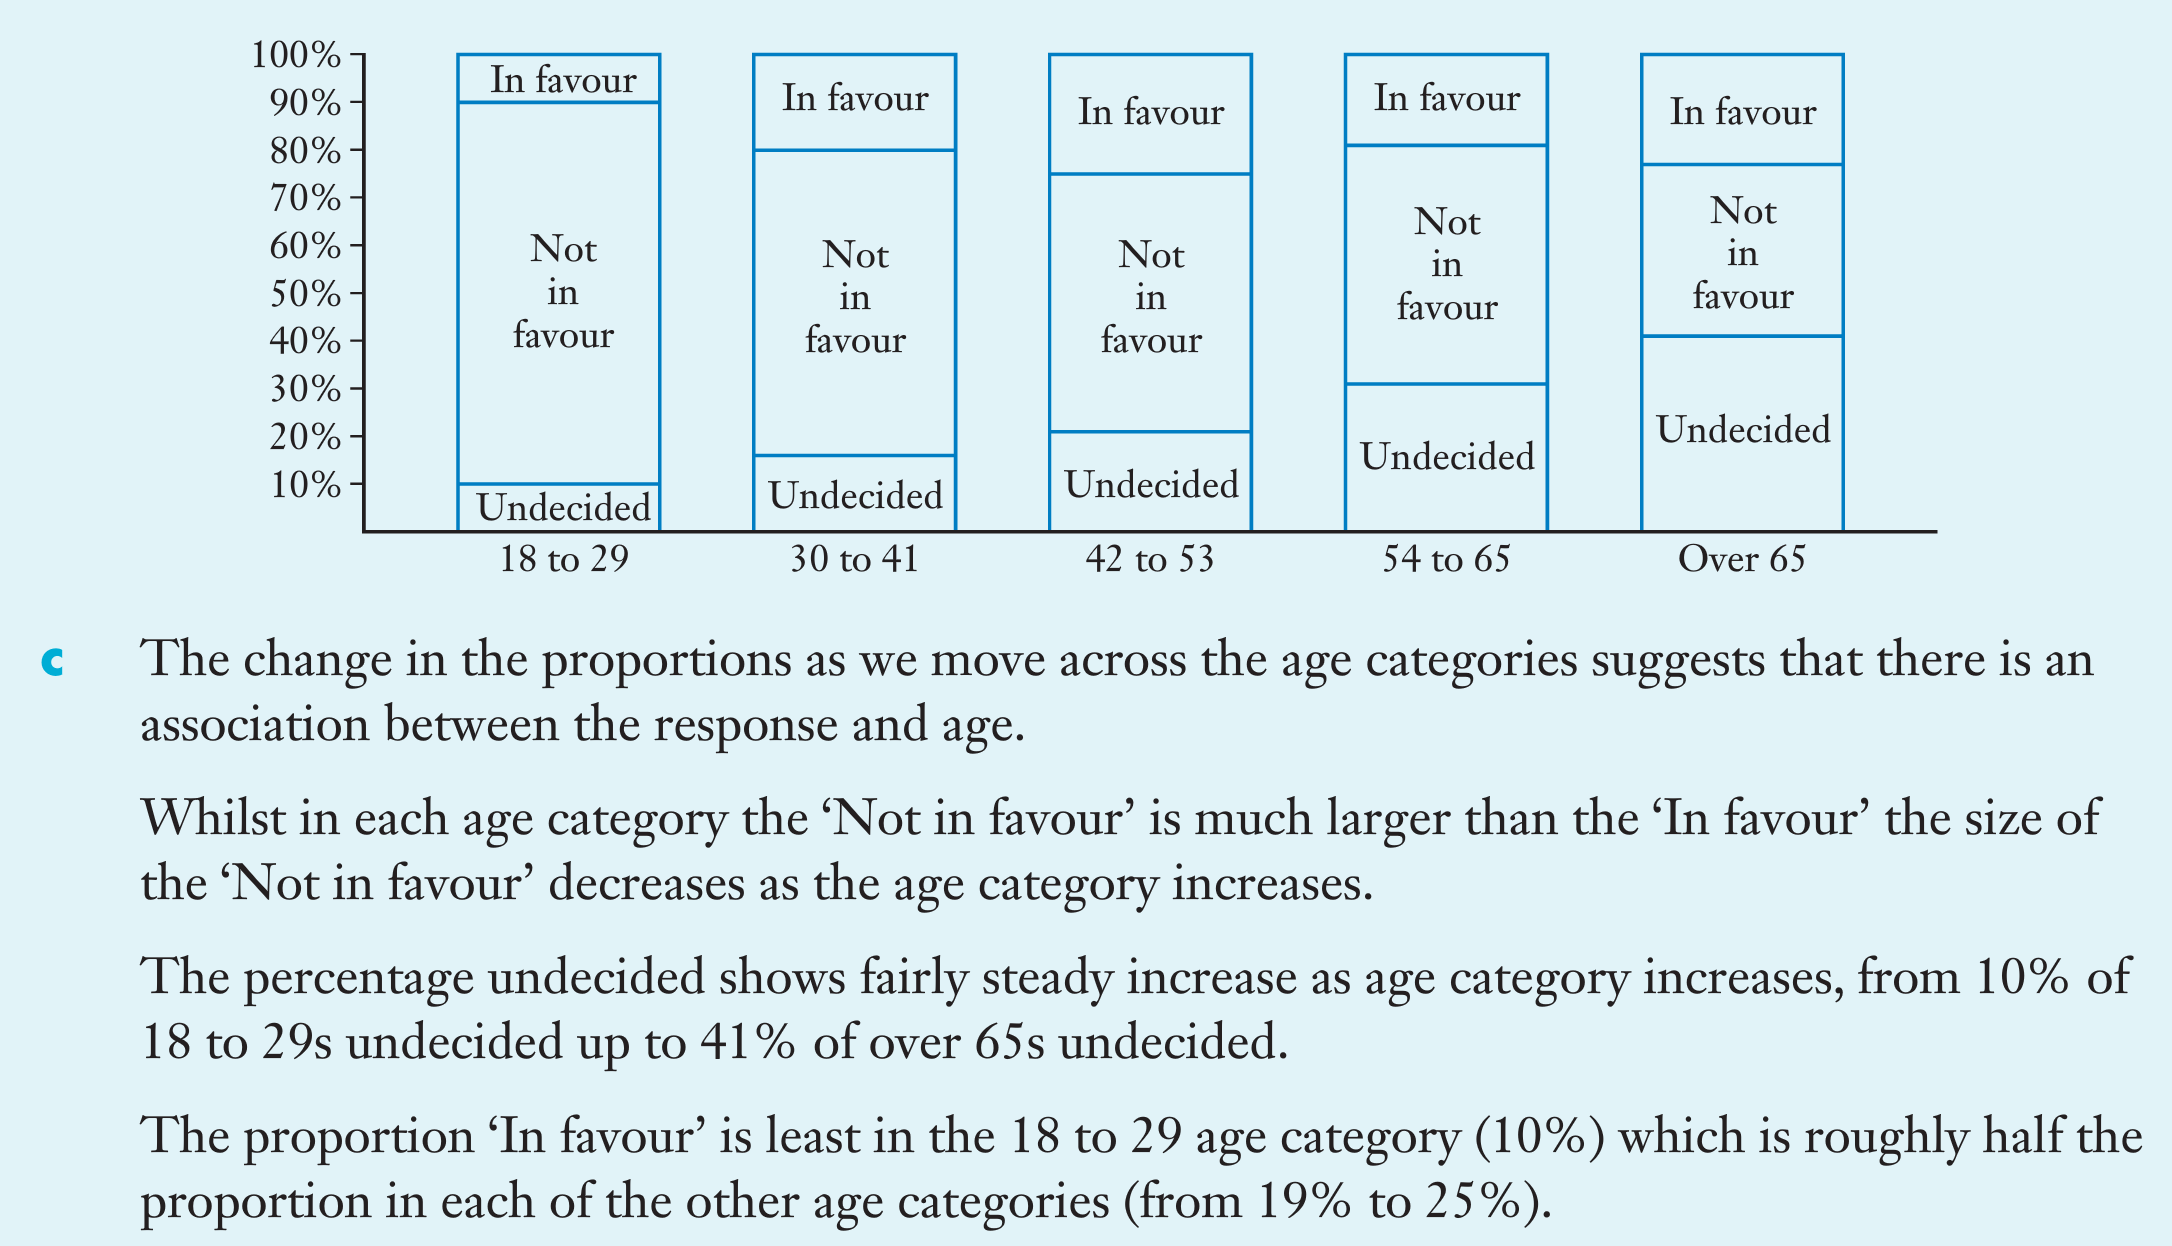 100%
90%
80%
70%
60%
50%
40%
30%
20%
10%
In favour
Not
in
favour
Undecided
18 to 29
In favour
Not
in
favour
Undecided
30 to 41
In favour
Not
in
favour
Undecided
42 to 53
In favour
Not
in
favour
Undecided
54 to 65
In favour
Not
in
favour
Undecided
Over 65
c The change in the proportions as we move across the age categories suggests that there is an
association between the response and age.
Whilst in each age category the ‘Not in favour’ is much larger than the ‘In favour’ the size of
the ‘Not in favour’ decreases as the age category increases.
The percentage undecided shows fairly steady increase as age category increases, from 10% of
18 to 29s undecided up to 41% of over 65s undecided.
The proportion ‘In favour’ is least in the 18 to 29 age category (10%) which is roughly half the
proportion in each of the other age categories (from 19% to 25%).